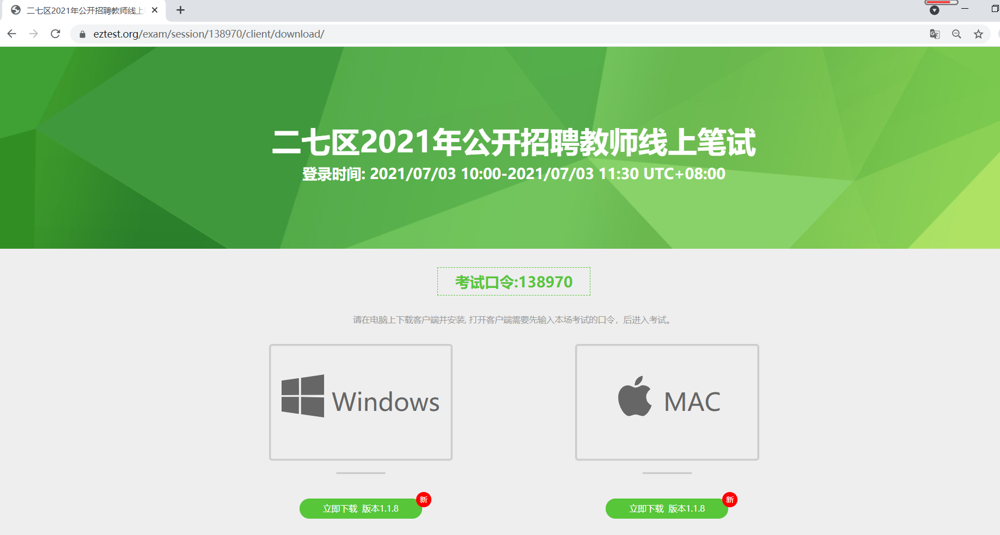 二七区2021年公开招聘教师线上
eztest.org/exam/session/138970/client/download/
二七区2021年公开招聘教师线上笔试
登录时间: 2021/07/03 10:00-2021/07/03 11:30 UTC+08:00
考试口令:138970
请在电脑上下载客户端并安装, 打开客户端需要先输入本场考试的口令，后进入考试。
Windows
MAC
新
立即下载 版本1.1.8
新
立即下载 版本1.1.8